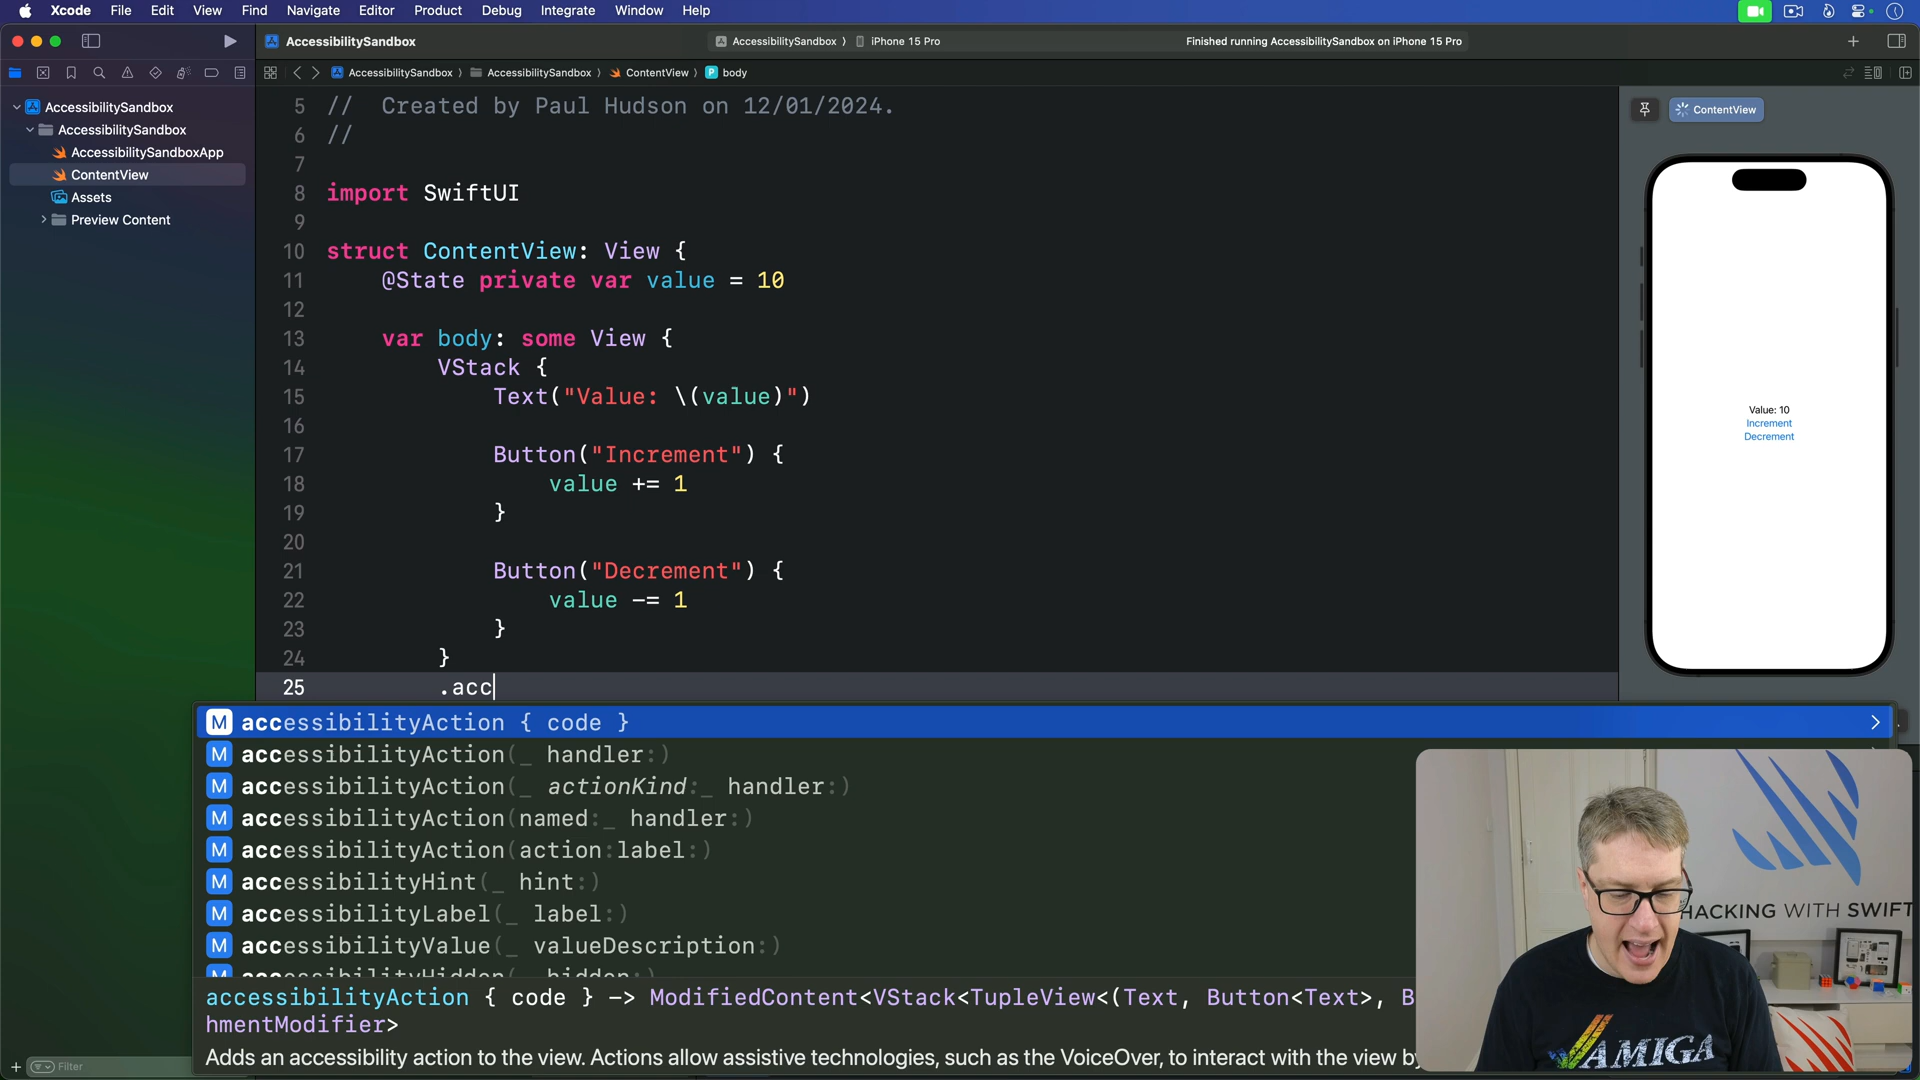 Xcode File Edit View Find Navigate Editor Product Debug Integrate Window Help
AccessibilitySandbox
AccessibilitySandbox 〉 iPhone 15 Pro
Finished running AccessibilitySandbox on iPhone 15 Pro
AccessibilitySandbox 〉 AccessibilitySandbox 〉 ContentView 〉 P body
AccessibilitySandbox
AccessibilitySandbox
AccessibilitySandboxApp
ContentView
Assets
Preview Content
5 //  Created by Paul Hudson on 12/01/2024.
6 //
7
8 import SwiftUI
9
10 struct ContentView: View {
11     @State private var value = 10
12
13     var body: some View {
14         VStack {
15             Text("Value: \(value)")
16
17             Button("Increment") {
18                 value += 1
19             }
20
21             Button("Decrement") {
22                 value -= 1
23             }
24         }
25         .acc
M accessibilityAction { code }
M accessibilityAction(_ handler:)
M accessibilityAction(_ actionKind:_ handler:)
M accessibilityAction(named:_ handler:)
M accessibilityAction(action:label:)
M accessibilityHint(_ hint:)
M accessibilityLabel(_ label:)
M accessibilityValue(_ valueDescription:)
M accessibilityHidden(_ hidden:)
accessibilityAction { code } -> ModifiedContent<VStack<TupleView<(Text, Button<Text>, B
hmentModifier>
Adds an accessibility action to the view. Actions allow assistive technologies, such as the VoiceOver, to interact with the view by
Filter
ContentView
Value: 10
Increment
Decrement
HACKING WITH SWIFT
AMIGA